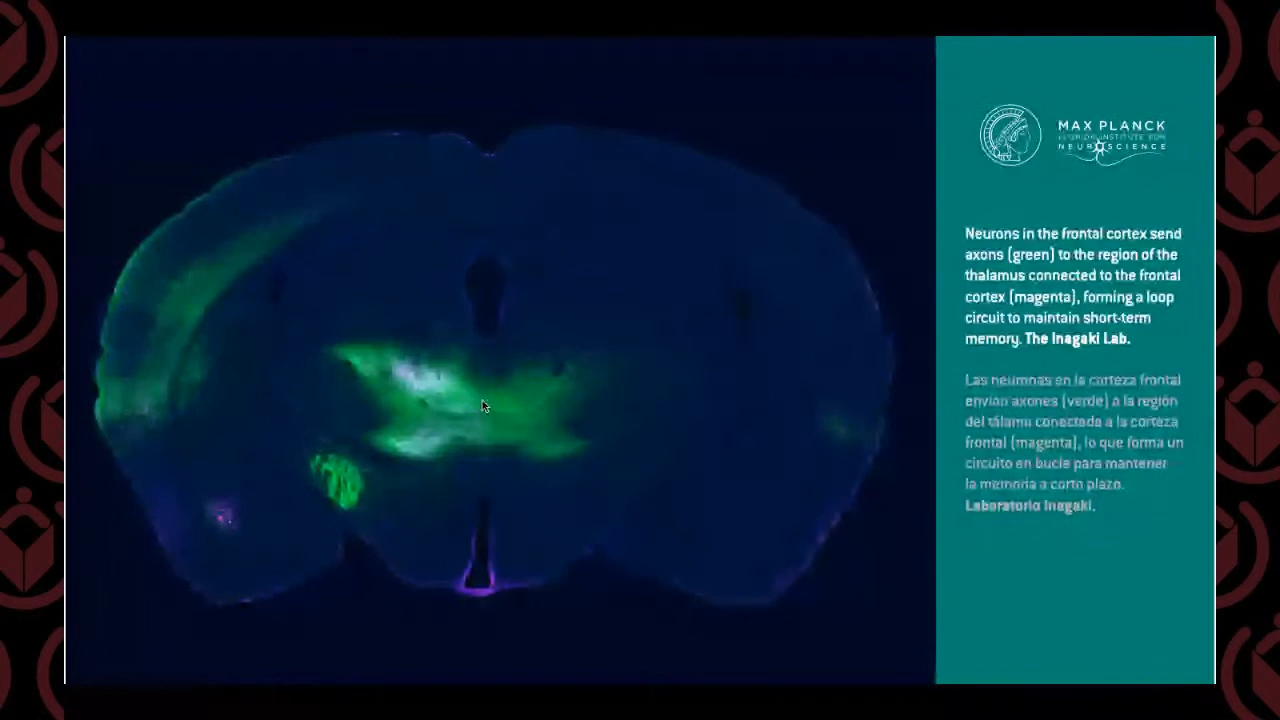 MAX PLANCK
FLORIDA INSTITUTE FOR
NEUROSCIENCE
Neurons in the frontal cortex send
axons (green) to the region of the
thalamus connected to the frontal
cortex (magenta), forming a loop
circuit to maintain short-term
memory. The Inagaki Lab.
Las neuronas en la corteza frontal
envían axones (verde) a la región
del tálamo conectada a la corteza
frontal (magenta), lo que forma un
circuito en bucle para mantener
la memoria a corto plazo.
Laboratorio Inagaki.